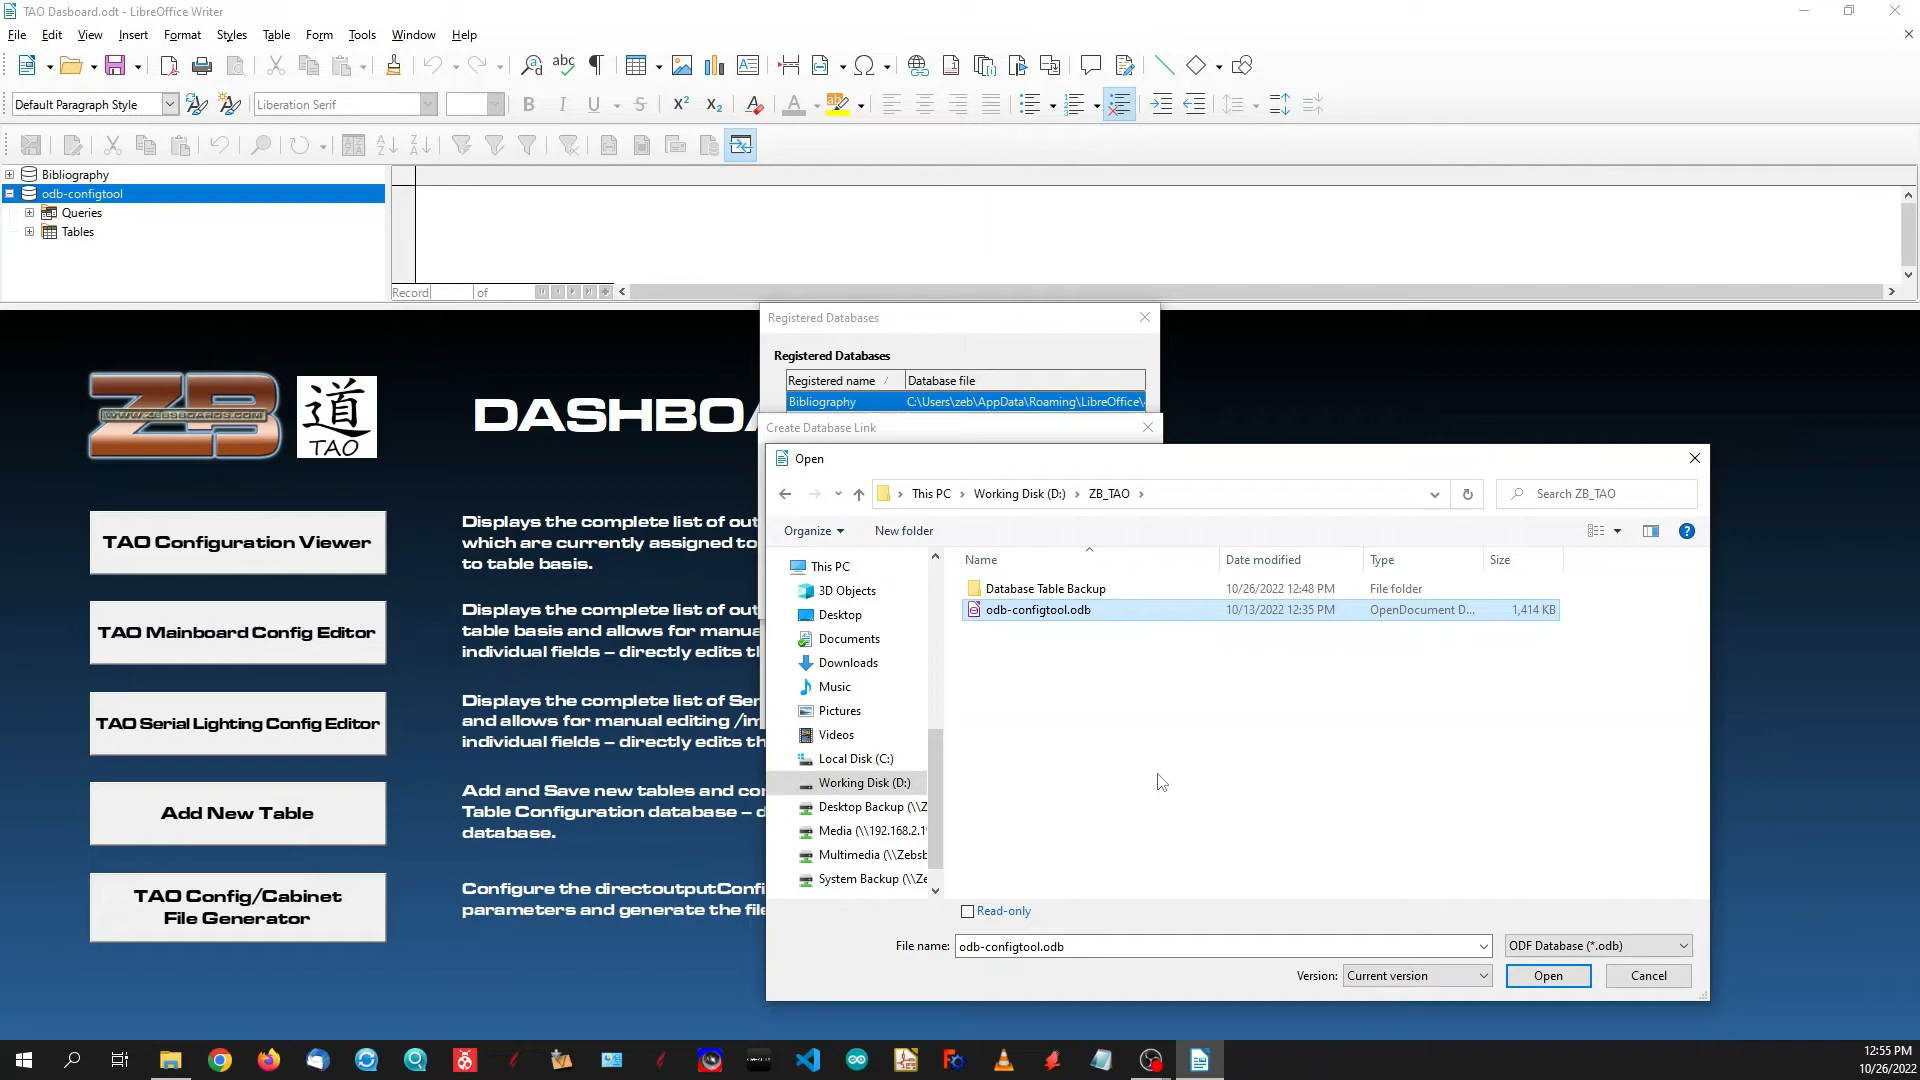 TAO Dasboard.odt - LibreOffice Writer
File Edit View Insert Format Styles Table Form Tools Window Help
Default Paragraph Style
Liberation Serif
Bibliography
odb-configtool
Queries
Tables
Record of
Registered Databases
Registered Databases
Registered name Database file
Bibliography C:\Users\zeb\AppData\Roaming\LibreOffice\
Create Database Link
ZB
WWW.ZEBSBOARDS.COM
道
TAO
DASHBOA
TAO Configuration Viewer
Displays the complete list of out
which are currently assigned to
to table basis.
TAO Mainboard Config Editor
Displays the complete list of out
table basis and allows for manua
individual fields – directly edits th
TAO Serial Lighting Config Editor
Displays the complete list of Ser
and allows for manual editing /im
individual fields – directly edits th
Add New Table
Add and Save new tables and cor
Table Configuration database – d
database.
TAO Config/Cabinet
File Generator
Configure the directoutputConfi
parameters and generate the file
Open
This PC Working Disk (D:) ZB_TAO
Search ZB_TAO
Organize New folder
This PC
3D Objects
Desktop
Documents
Downloads
Music
Pictures
Videos
Local Disk (C:)
Working Disk (D:)
Desktop Backup (\\Z
Media (\\192.168.2.1
Multimedia (\\Zebsb
System Backup (\\Ze
Name Date modified Type Size
Database Table Backup 10/26/2022 12:48 PM File folder
odb-configtool.odb 10/13/2022 12:35 PM OpenDocument D... 1,414 KB
Read-only
File name: odb-configtool.odb ODF Database (*.odb)
Version: Current version Open Cancel
12:55 PM
10/26/2022